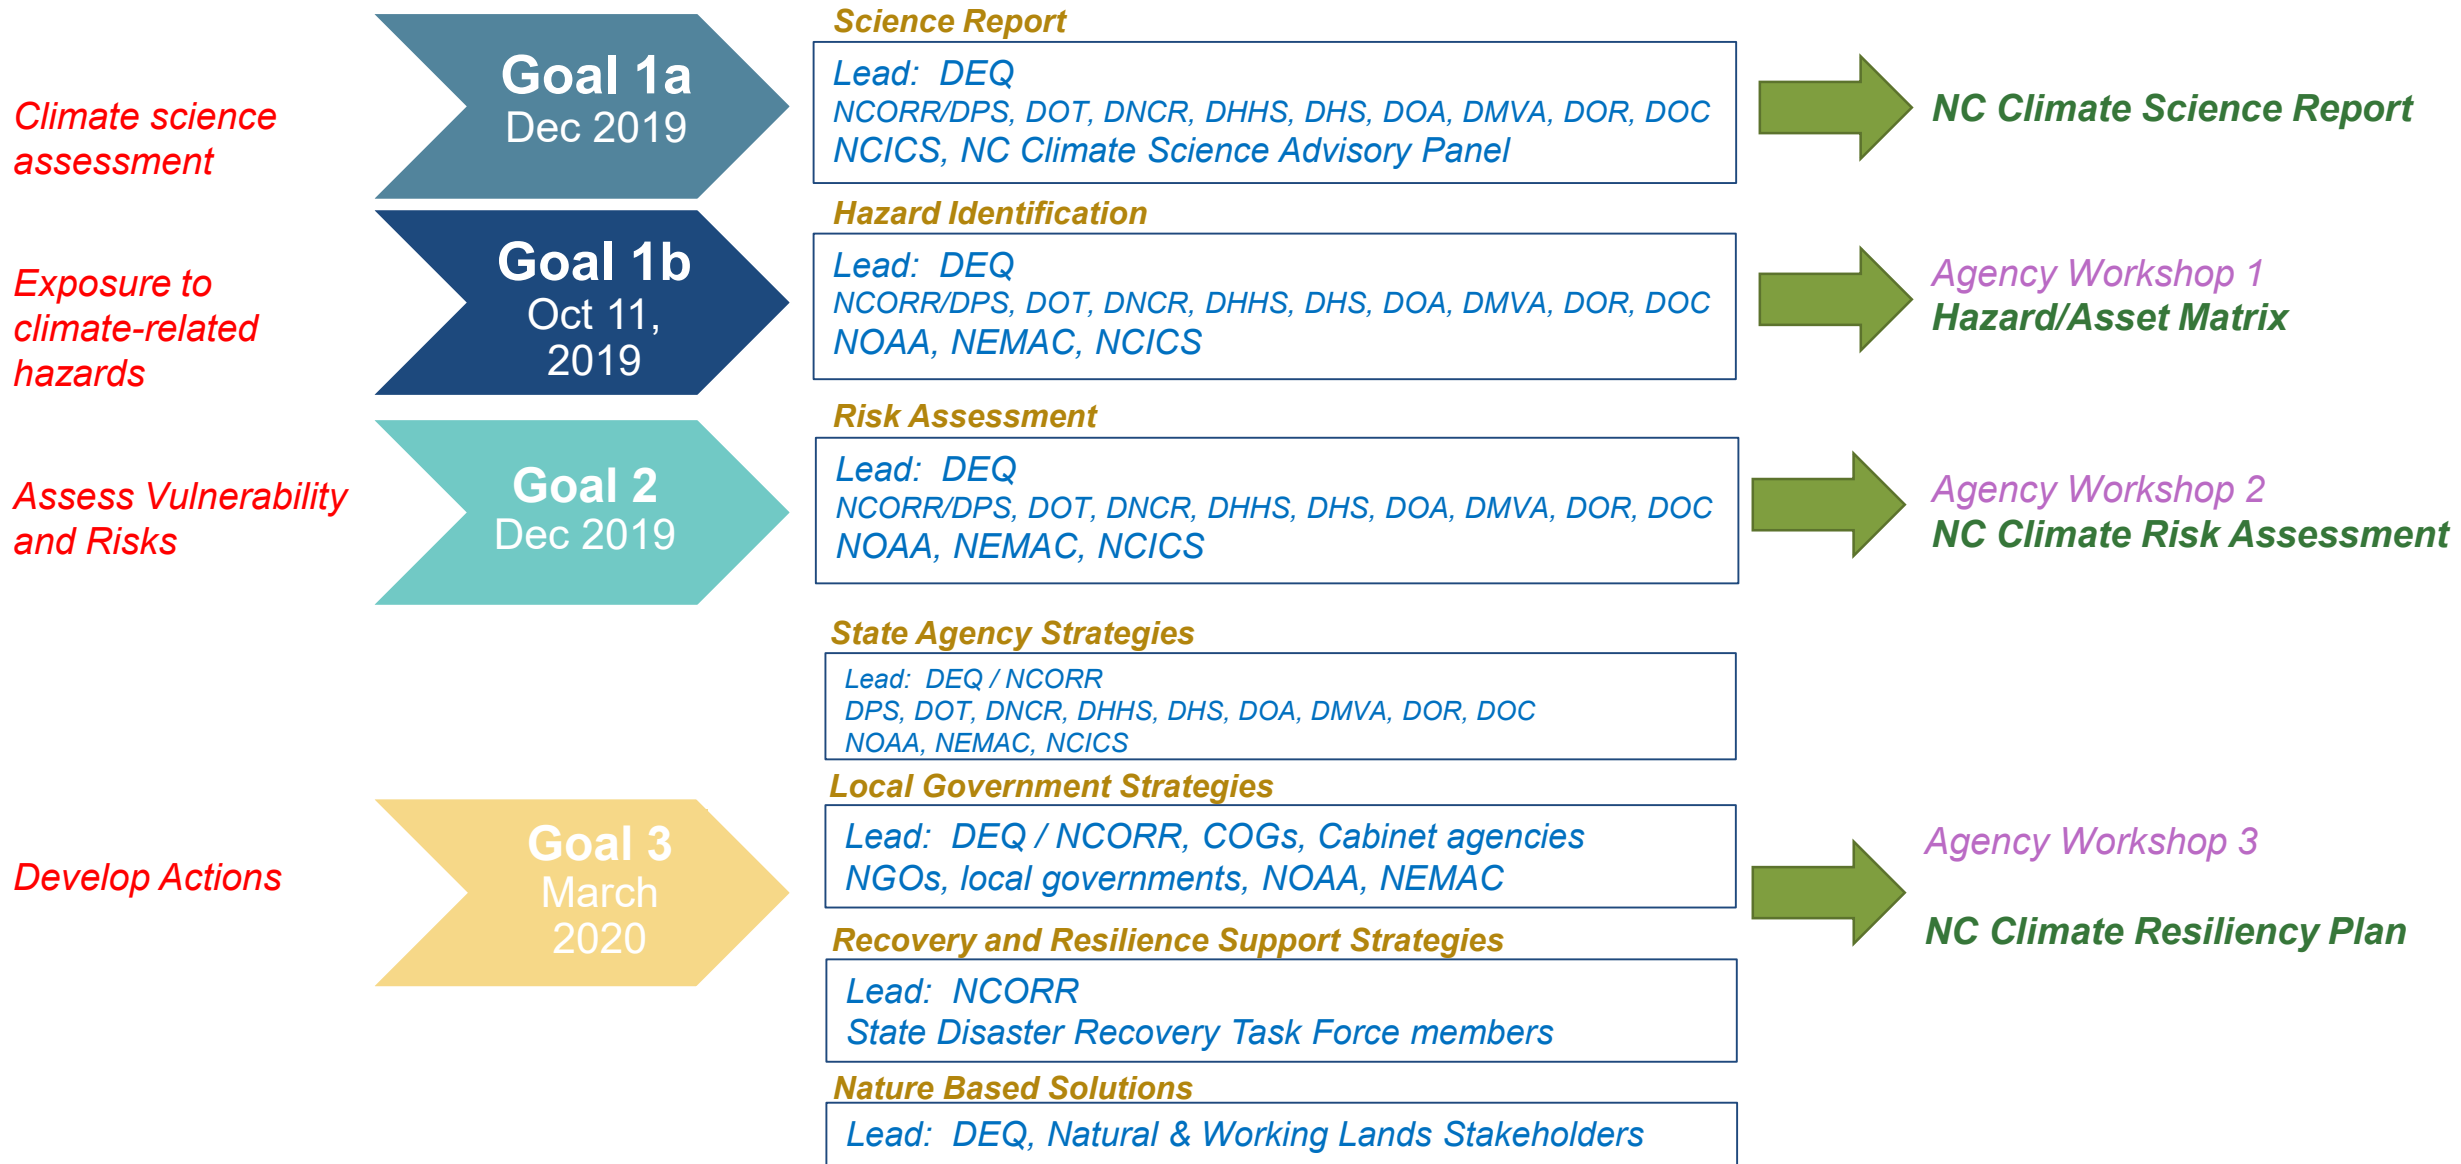 Climate science
assessment
Goal 1a
Dec 2019
Science Report
Lead: DEQ
NCORR/DPS, DOT, DNCR, DHHS, DHS, DOA, DMVA, DOR, DOC
NCICS, NC Climate Science Advisory Panel
NC Climate Science Report
Exposure to
climate-related
hazards
Goal 1b
Oct 11,
2019
Hazard Identification
Lead: DEQ
NCORR/DPS, DOT, DNCR, DHHS, DHS, DOA, DMVA, DOR, DOC
NOAA, NEMAC, NCICS
Agency Workshop 1
Hazard/Asset Matrix
Assess Vulnerability
and Risks
Goal 2
Dec 2019
Risk Assessment
Lead: DEQ
NCORR/DPS, DOT, DNCR, DHHS, DHS, DOA, DMVA, DOR, DOC
NOAA, NEMAC, NCICS
Agency Workshop 2
NC Climate Risk Assessment
Develop Actions
Goal 3
March
2020
State Agency Strategies
Lead: DEQ / NCORR
DPS, DOT, DNCR, DHHS, DHS, DOA, DMVA, DOR, DOC
NOAA, NEMAC, NCICS
Local Government Strategies
Lead: DEQ / NCORR, COGs, Cabinet agencies
NGOs, local governments, NOAA, NEMAC
Recovery and Resilience Support Strategies
Lead: NCORR
State Disaster Recovery Task Force members
Nature Based Solutions
Lead: DEQ, Natural & Working Lands Stakeholders
Agency Workshop 3
NC Climate Resiliency Plan